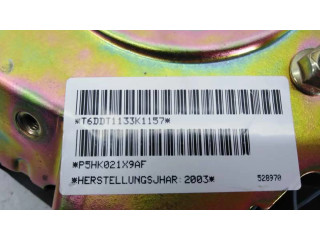 *T6DDT1133K1157*
*P5HK021X9AF
*HERSTELLUNGSJHAR:2003*
528970